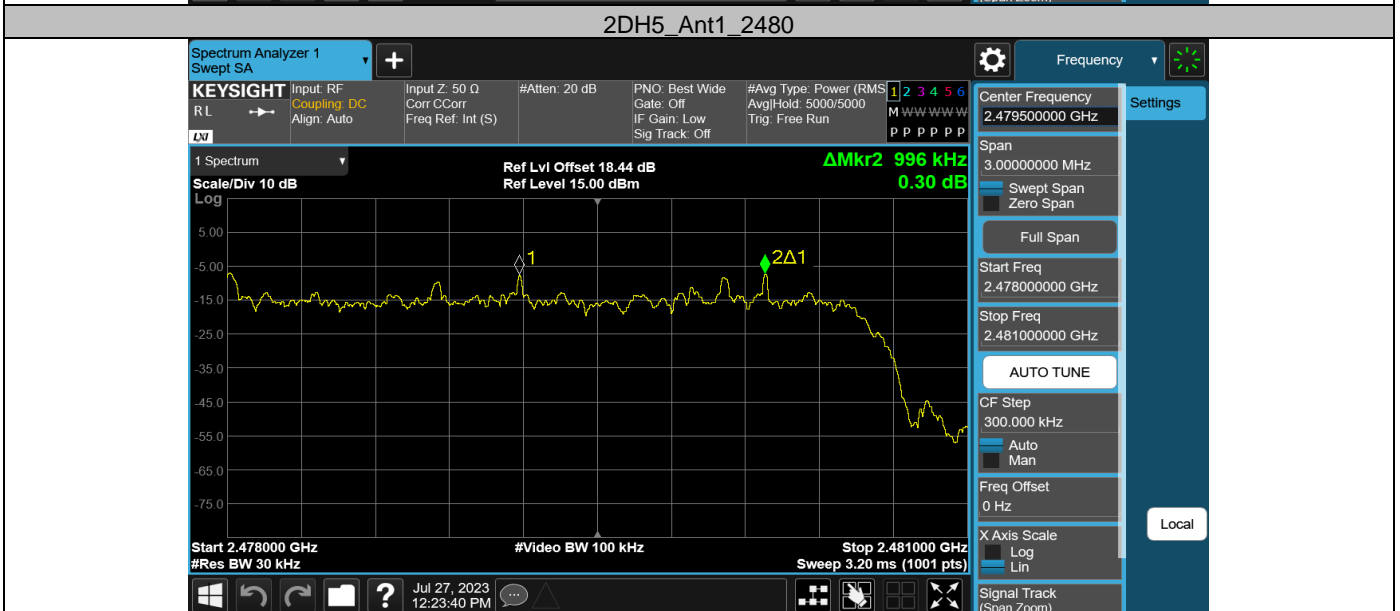 (Span Zoom)
2DH5_Ant1_2480
Spectrum Analyzer 1
Swept SA
+
Frequency
KEYSIGHT
RL
LXI
Input: RF
Coupling: DC
Align: Auto
Input Z: 50 Ω
Corr CCorr
Freq Ref: Int (S)
#Atten: 20 dB
PNO: Best Wide
Gate: Off
IF Gain: Low
Sig Track: Off
#Avg Type: Power (RMS
Avg|Hold: 5000/5000
Trig: Free Run
1 2 3 4 5 6
M W W W W W
P P P P P P
Center Frequency
2.479500000 GHz
Settings
Span
3.00000000 MHz
Swept Span
Zero Span
Full Span
Start Freq
2.478000000 GHz
Stop Freq
2.481000000 GHz
AUTO TUNE
CF Step
300.000 kHz
Auto
Man
Freq Offset
0 Hz
X Axis Scale
Log
Lin
Signal Track
(Span Zoom)
Local
1 Spectrum
Scale/Div 10 dB
Log
Ref Lvl Offset 18.44 dB
Ref Level 15.00 dBm
ΔMkr2 996 kHz
0.30 dB
5.00
-5.00
-15.0
-25.0
-35.0
-45.0
-55.0
-65.0
-75.0
1
2Δ1
Start 2.478000 GHz
#Res BW 30 kHz
#Video BW 100 kHz
Stop 2.481000 GHz
Sweep 3.20 ms (1001 pts)
?
Jul 27, 2023
12:23:40 PM